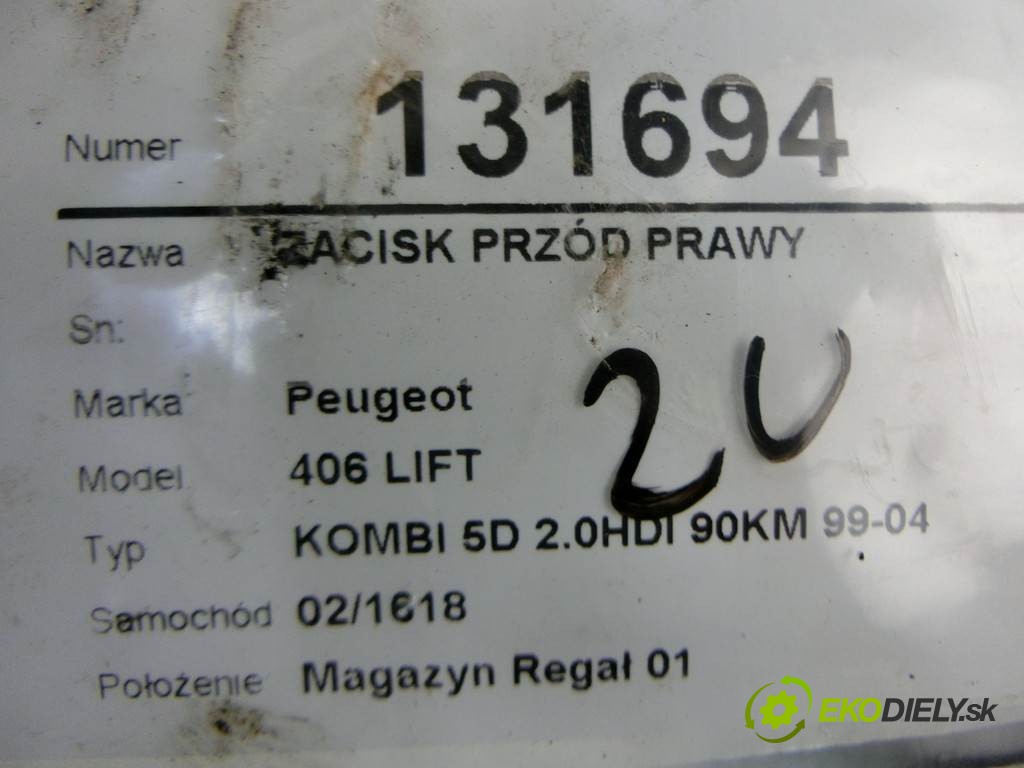 Numer 131694
Nazwa ZACISK PRZÓD PRAWY
Sn:
Marka Peugeot
Model 406 LIFT
20
Typ KOMBI 5D 2.0HDI 90KM 99-04
Samochód 02/1618
Położenie Magazyn Regał 01
EKODIELY.sk